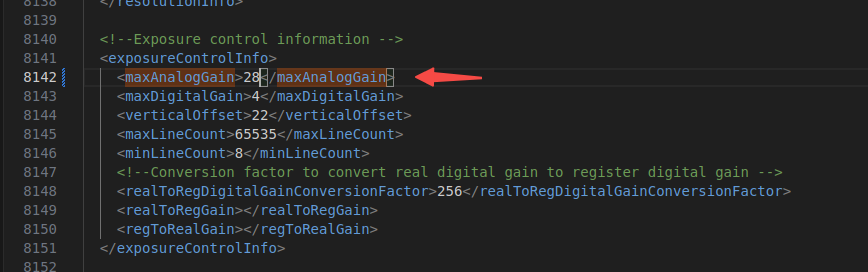 8138 </resolutionInfo>
8139
8140 <!--Exposure control information -->
8141 <exposureControlInfo>
8142 <maxAnalogGain>28</maxAnalogGain>
8143 <maxDigitalGain>4</maxDigitalGain>
8144 <verticalOffset>22</verticalOffset>
8145 <maxLineCount>65535</maxLineCount>
8146 <minLineCount>8</minLineCount>
8147 <!--Conversion factor to convert real digital gain to register digital gain -->
8148 <realToRegDigitalGainConversionFactor>256</realToRegDigitalGainConversionFactor>
8149 <realToRegGain></realToRegGain>
8150 <regToRealGain></regToRealGain>
8151 </exposureControlInfo>
8152